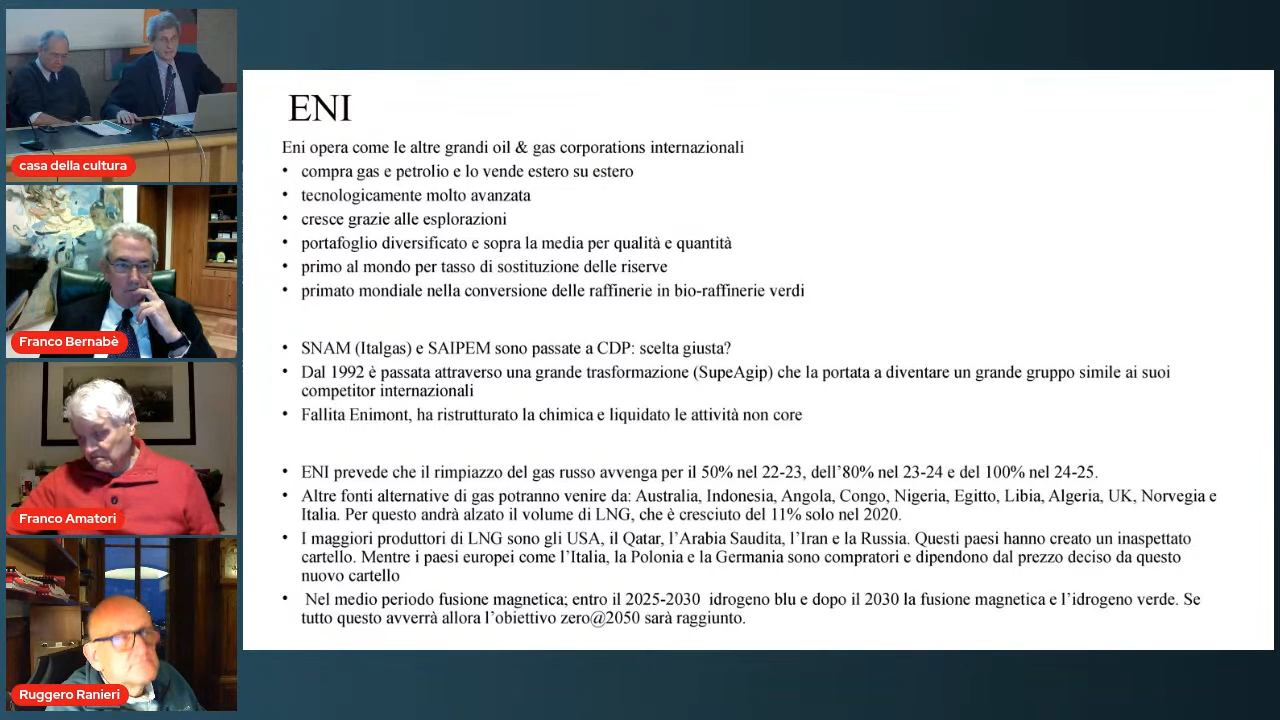 casa della cultura
Franco Bernabè
Franco Amatori
Ruggero Ranieri
ENI
Eni opera come le altre grandi oil & gas corporations internazionali
• compra gas e petrolio e lo vende estero su estero
• tecnologicamente molto avanzata
• cresce grazie alle esplorazioni
• portafoglio diversificato e sopra la media per qualità e quantità
• primo al mondo per tasso di sostituzione delle riserve
• primato mondiale nella conversione delle raffinerie in bio-raffinerie verdi
• SNAM (Italgas) e SAIPEM sono passate a CDP: scelta giusta?
• Dal 1992 è passata attraverso una grande trasformazione (SupeAgip) che la portata a diventare un grande gruppo simile ai suoi
competitor internazionali
• Fallita Enimont, ha ristrutturato la chimica e liquidato le attività non core
• ENI prevede che il rimpiazzo del gas russo avvenga per il 50% nel 22-23, dell'80% nel 23-24 e del 100% nel 24-25.
• Altre fonti alternative di gas potranno venire da: Australia, Indonesia, Angola, Congo, Nigeria, Egitto, Libia, Algeria, UK, Norvegia e
Italia. Per questo andrà alzato il volume di LNG, che è cresciuto del 11% solo nel 2020.
• I maggiori produttori di LNG sono gli USA, il Qatar, l'Arabia Saudita, l'Iran e la Russia. Questi paesi hanno creato un inaspettato
cartello. Mentre i paesi europei come l'Italia, la Polonia e la Germania sono compratori e dipendono dal prezzo deciso da questo
nuovo cartello
• Nel medio periodo fusione magnetica; entro il 2025-2030 idrogeno blu e dopo il 2030 la fusione magnetica e l'idrogeno verde. Se
tutto questo avverrà allora l'obiettivo zero@2050 sarà raggiunto.